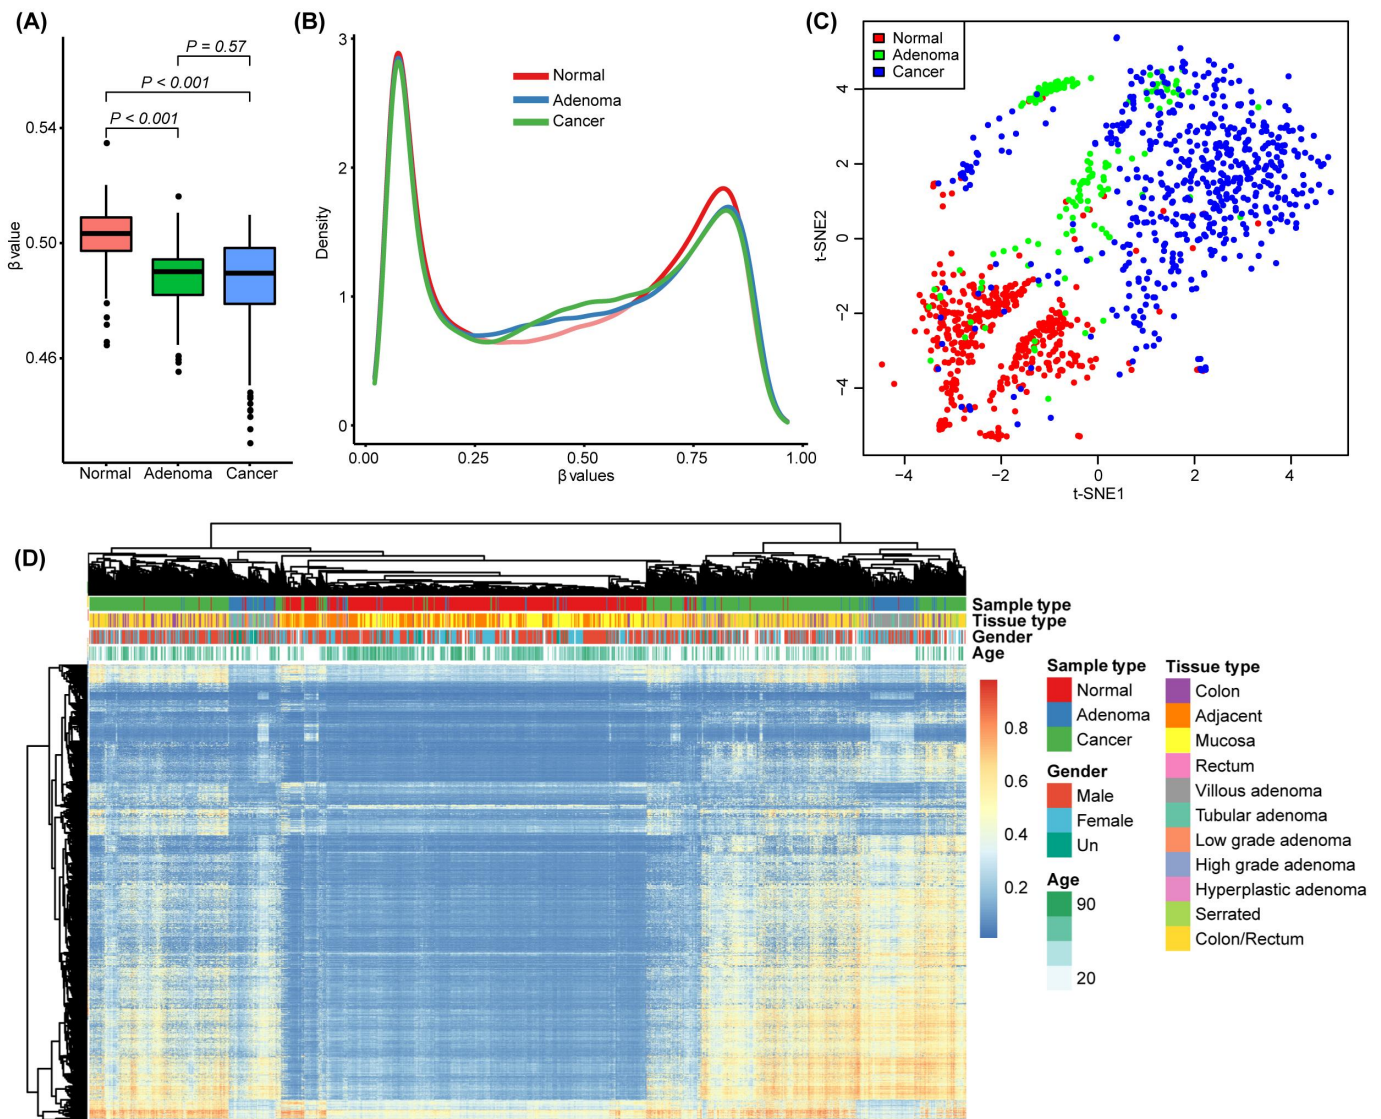 (A)
P = 0.57
P < 0.001
P < 0.001
0.54
0.50
0.46
β value
Normal Adenoma Cancer
(B)
3
2
1
0
Density
Normal
Adenoma
Cancer
0.00 0.25 0.50 0.75 1.00
β values
(C)
Normal
Adenoma
Cancer
4
2
0
−2
−4
t-SNE2
−4 −2 0 2 4
t-SNE1
(D)
Sample type
Tissue type
Gender
Age
0.8
0.6
0.4
0.2
Sample type
Normal
Adenoma
Cancer
Gender
Male
Female
Un
Age
90
20
Tissue type
Colon
Adjacent
Mucosa
Rectum
Villous adenoma
Tubular adenoma
Low grade adenoma
High grade adenoma
Hyperplastic adenoma
Serrated
Colon/Rectum